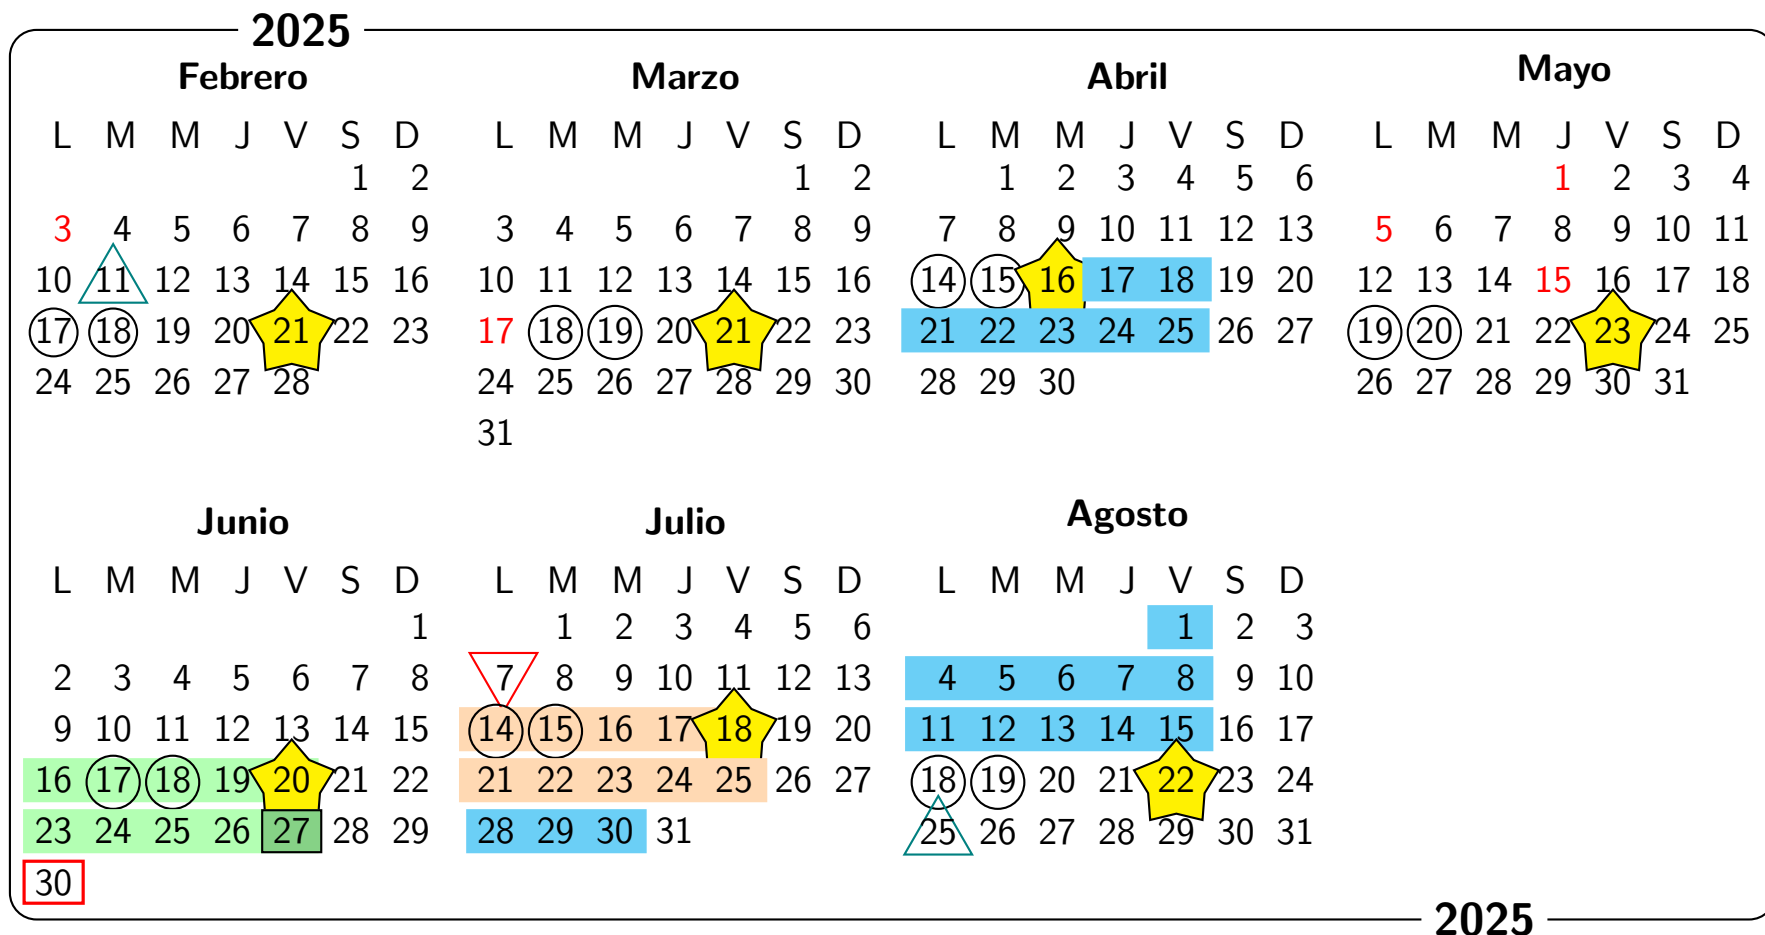 2025
Febrero Marzo Abril Mayo
L M M J V S D L M M J V S D L M M J V S D L M M J V S D
1 2 1 2 1 2 3 4 5 6 1 2 3 4
3 4 5 6 7 8 9 3 4 5 6 7 8 9 7 8 9 10 11 12 13 5 6 7 8 9 10 11
10 11 12 13 14 15 16 10 11 12 13 14 15 16 14 15 16 17 18 19 20 12 13 14 15 16 17 18
17 18 19 20 21 22 23 17 18 19 20 21 22 23 21 22 23 24 25 26 27 19 20 21 22 23 24 25
24 25 26 27 28 24 25 26 27 28 29 30 28 29 30 26 27 28 29 30 31
31
Junio Julio Agosto
L M M J V S D L M M J V S D L M M J V S D
1 1 2 3 4 5 6 1 2 3
2 3 4 5 6 7 8 7 8 9 10 11 12 13 4 5 6 7 8 9 10
9 10 11 12 13 14 15 14 15 16 17 18 19 20 11 12 13 14 15 16 17
16 17 18 19 20 21 22 21 22 23 24 25 26 27 18 19 20 21 22 23 24
23 24 25 26 27 28 29 28 29 30 31 25 26 27 28 29 30 31
30
2025